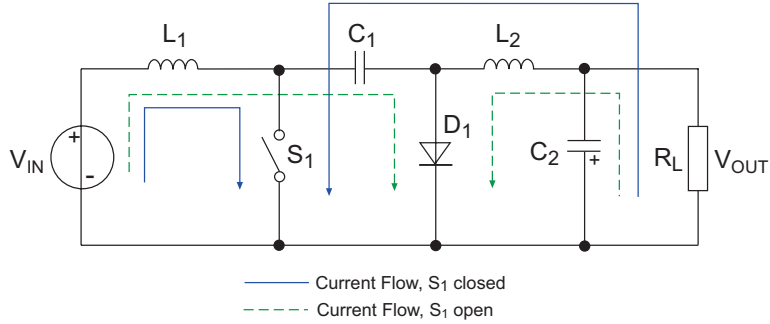 L1
C1
L2
VIN
+
-
S1
D1
C2
+
RL
VOUT
Current Flow, S1 closed
Current Flow, S1 open